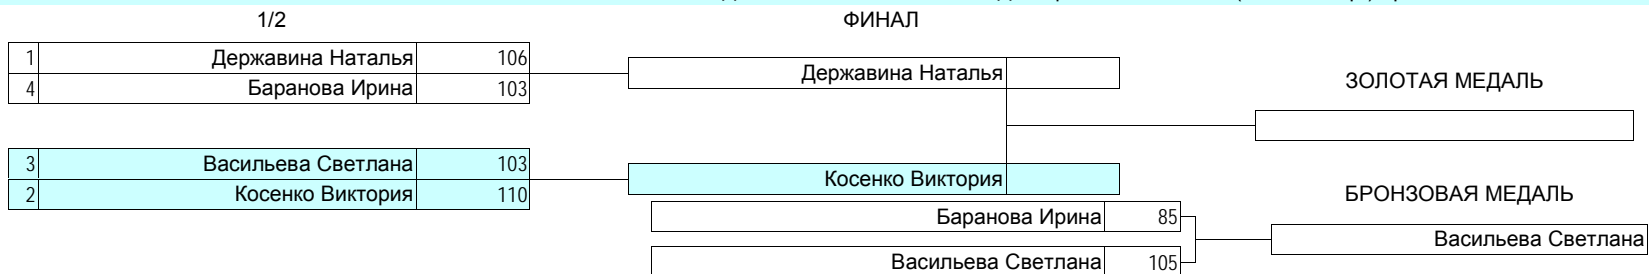 1/2 ФИНАЛ
1 Державина Наталья 106
4 Баранова Ирина 103
Державина Наталья
ЗОЛОТАЯ МЕДАЛЬ
3 Васильева Светлана 103
2 Косенко Виктория 110
Косенко Виктория
БРОНЗОВАЯ МЕДАЛЬ
Баранова Ирина 85
Васильева Светлана
Васильева Светлана 105